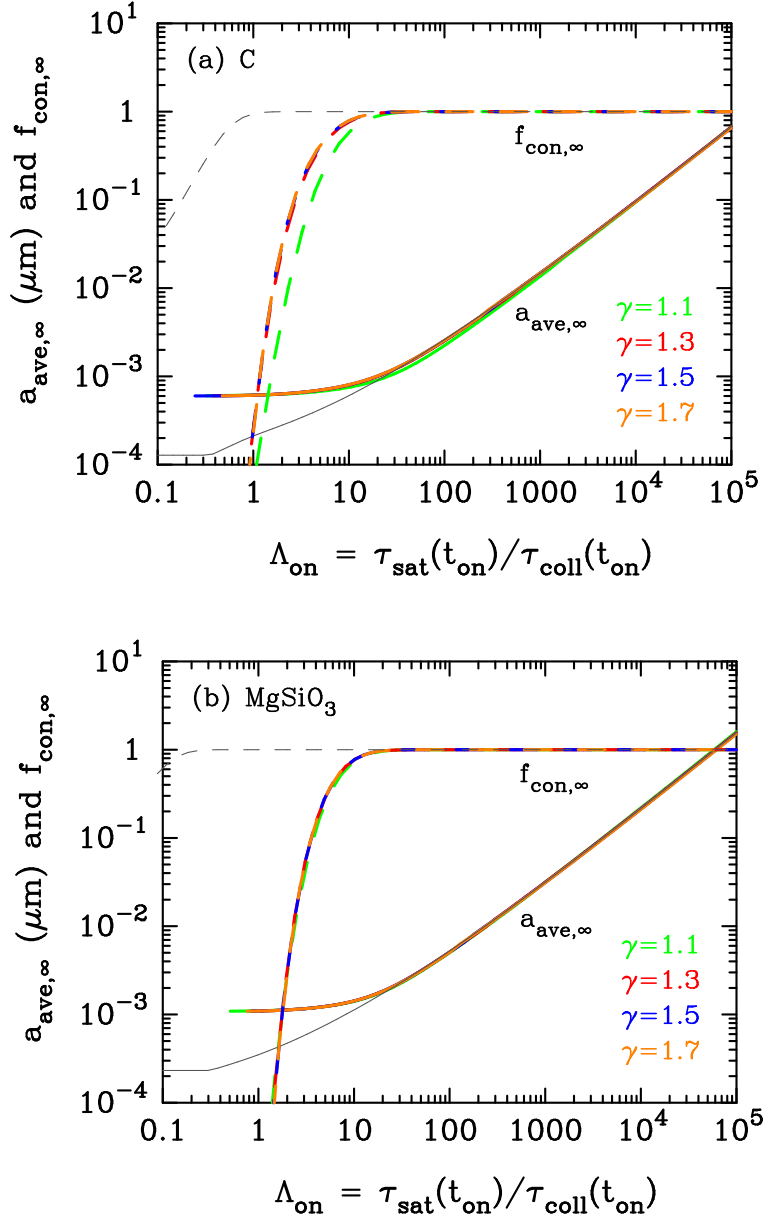 (a) C
10^1
1
10^-1
10^-2
10^-3
10^-4
a_ave,∞ (μm) and f_con,∞
f_con,∞
a_ave,∞
γ=1.1
γ=1.3
γ=1.5
γ=1.7
0.1 1 10 100 1000 10^4 10^5
Λ_on = τ_sat(t_on)/τ_coll(t_on)
(b) MgSiO_3
10^1
1
10^-1
10^-2
10^-3
10^-4
a_ave,∞ (μm) and f_con,∞
f_con,∞
a_ave,∞
γ=1.1
γ=1.3
γ=1.5
γ=1.7
0.1 1 10 100 1000 10^4 10^5
Λ_on = τ_sat(t_on)/τ_coll(t_on)